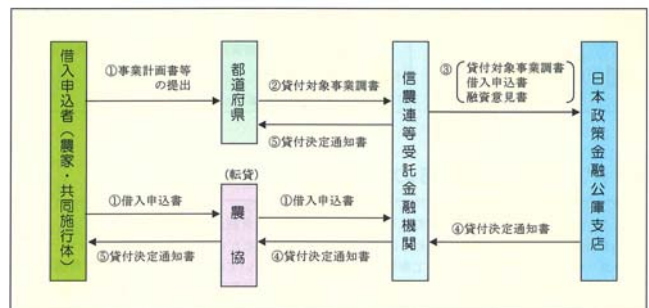 借入申込者（農家・共同施行体）
①事業計画書等
の提出
都道府県
②貸付対象事業調書
⑤貸付決定通知書
信農連等受託金融機関
③
貸付対象事業調書
借入申込書
融資意見書
日本政策金融公庫支店
①借入申込書
⑤貸付決定通知書
(転貸)
農協
①借入申込書
④貸付決定通知書
④貸付決定通知書